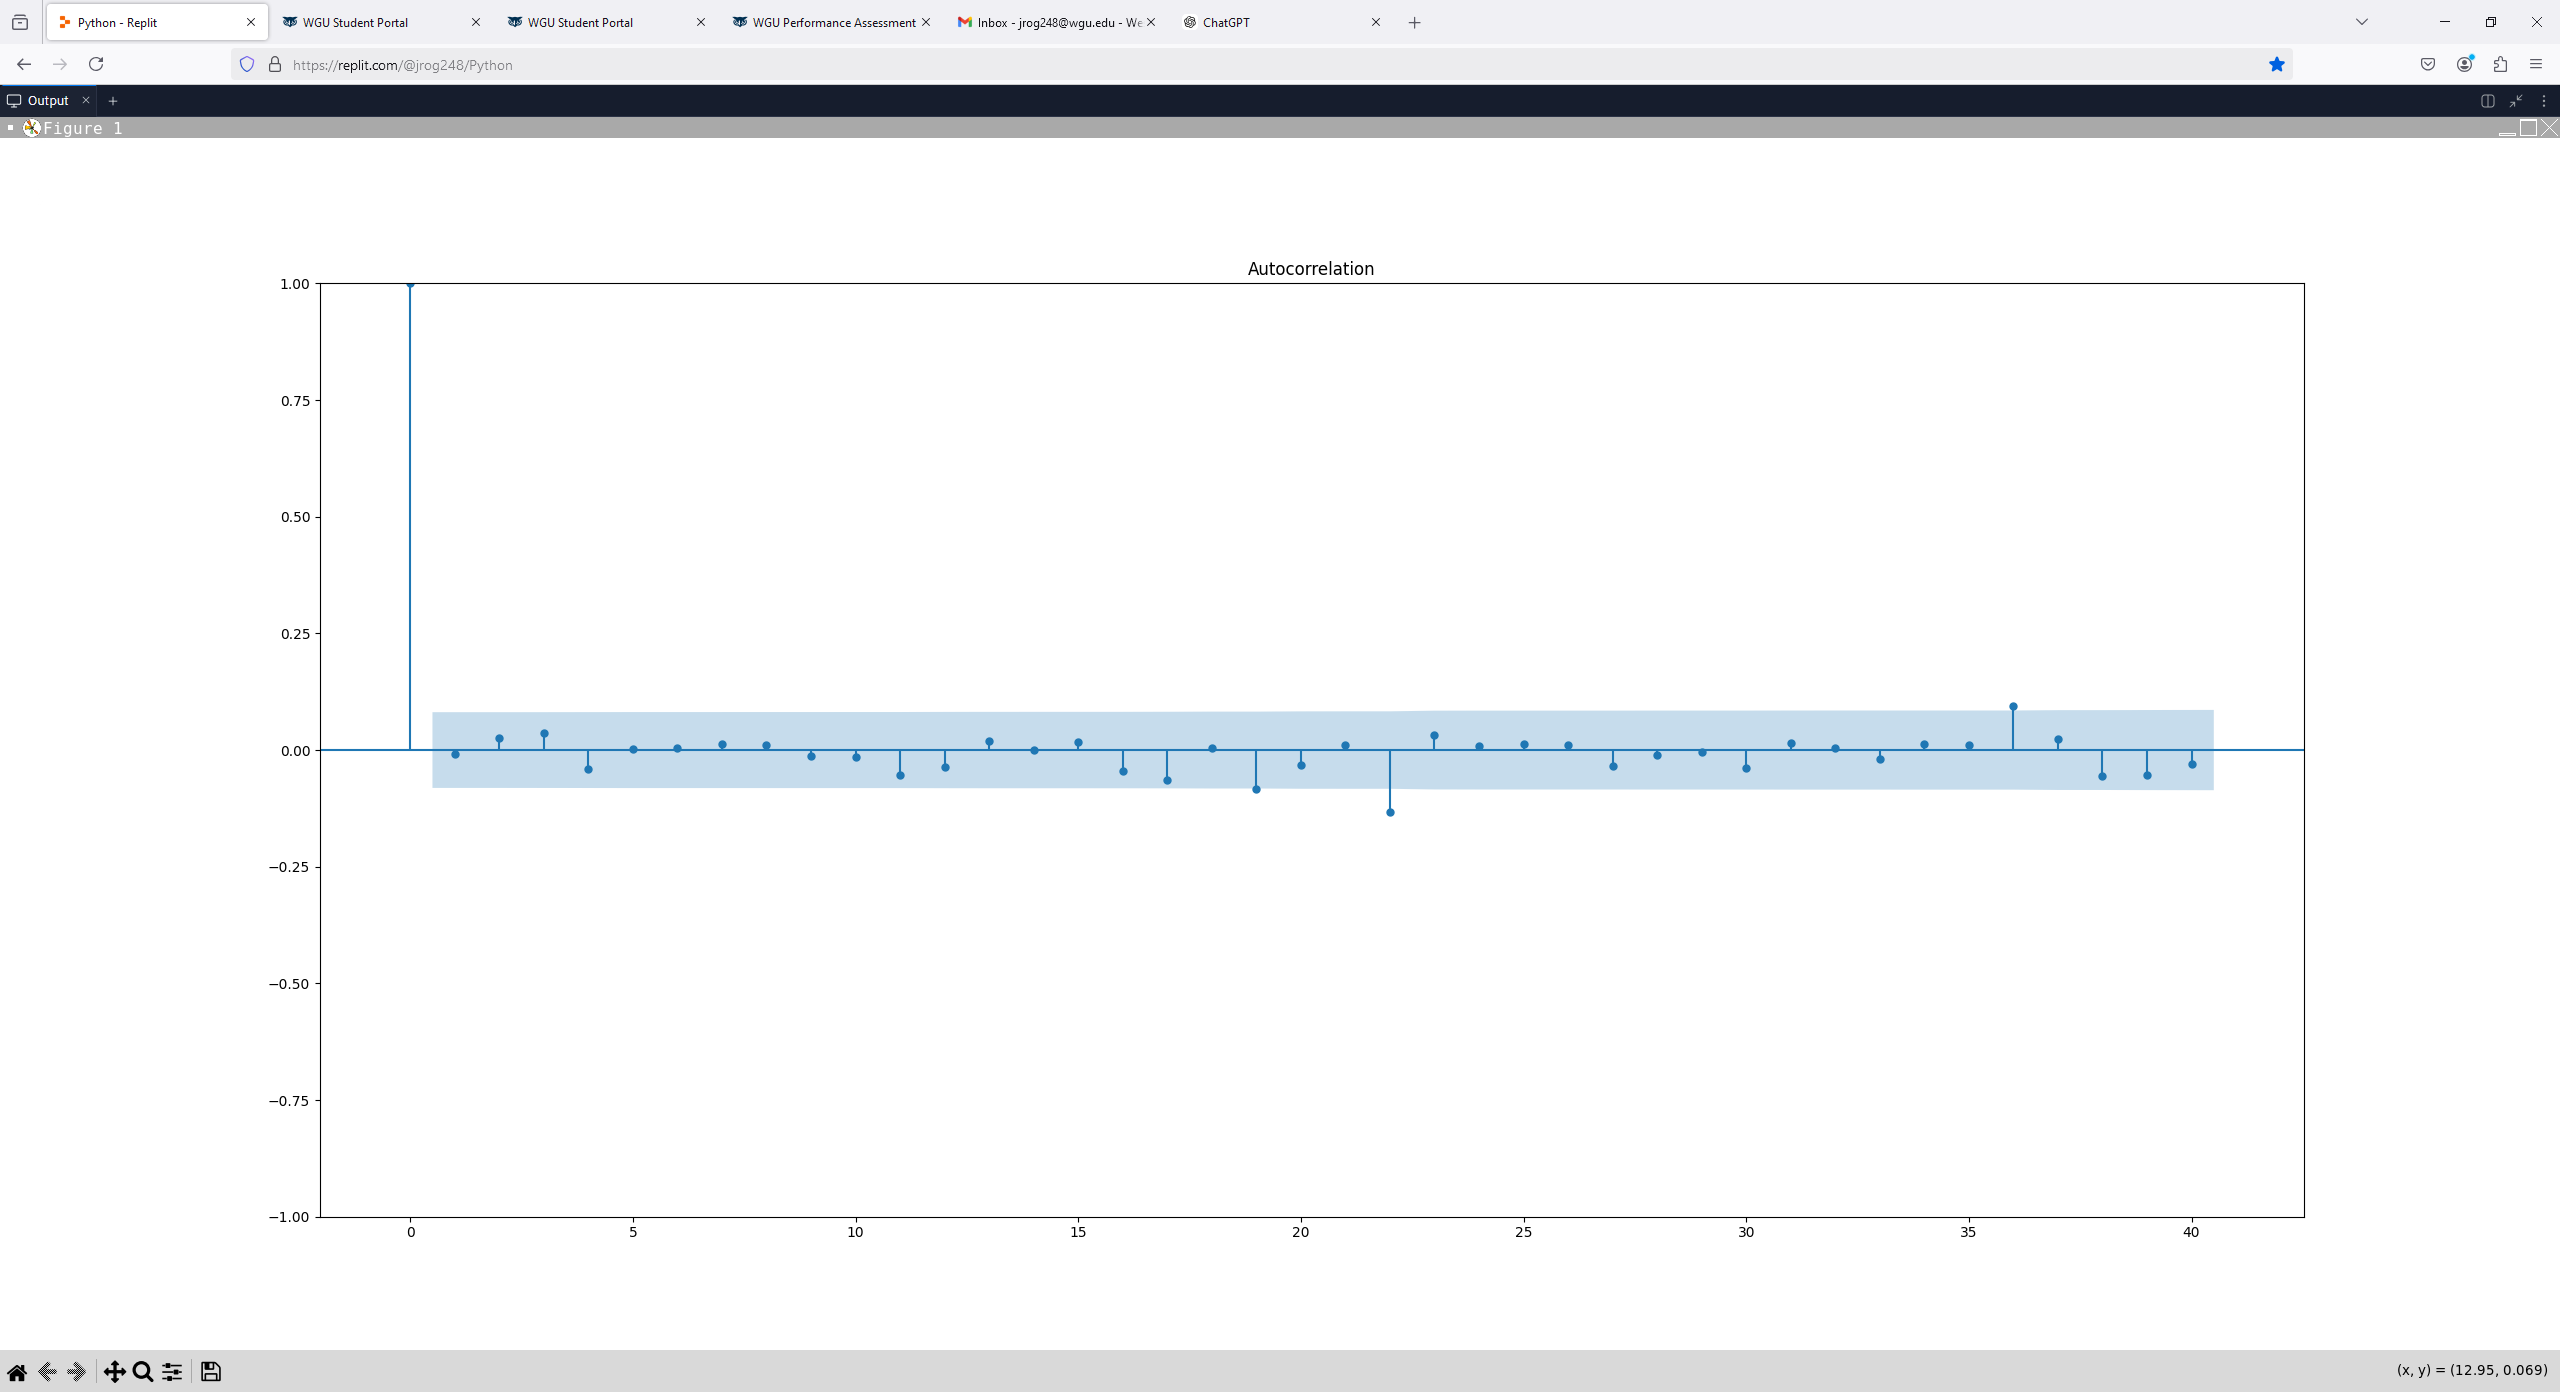 Python - Replit
WGU Student Portal
WGU Student Portal
WGU Performance Assessment
Inbox - jrog248@wgu.edu - We
ChatGPT
https://replit.com/@jrog248/Python
Output
Figure 1
Autocorrelation
1.00
0.75
0.50
0.25
0.00
−0.25
−0.50
−0.75
−1.00
0 5 10 15 20 25 30 35 40
(x, y) = (12.95, 0.069)